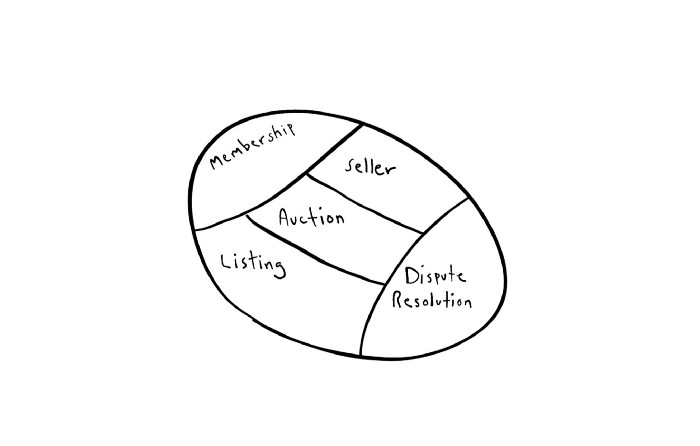 Membership
Seller
Auction
Listing
Dispute
Resolution